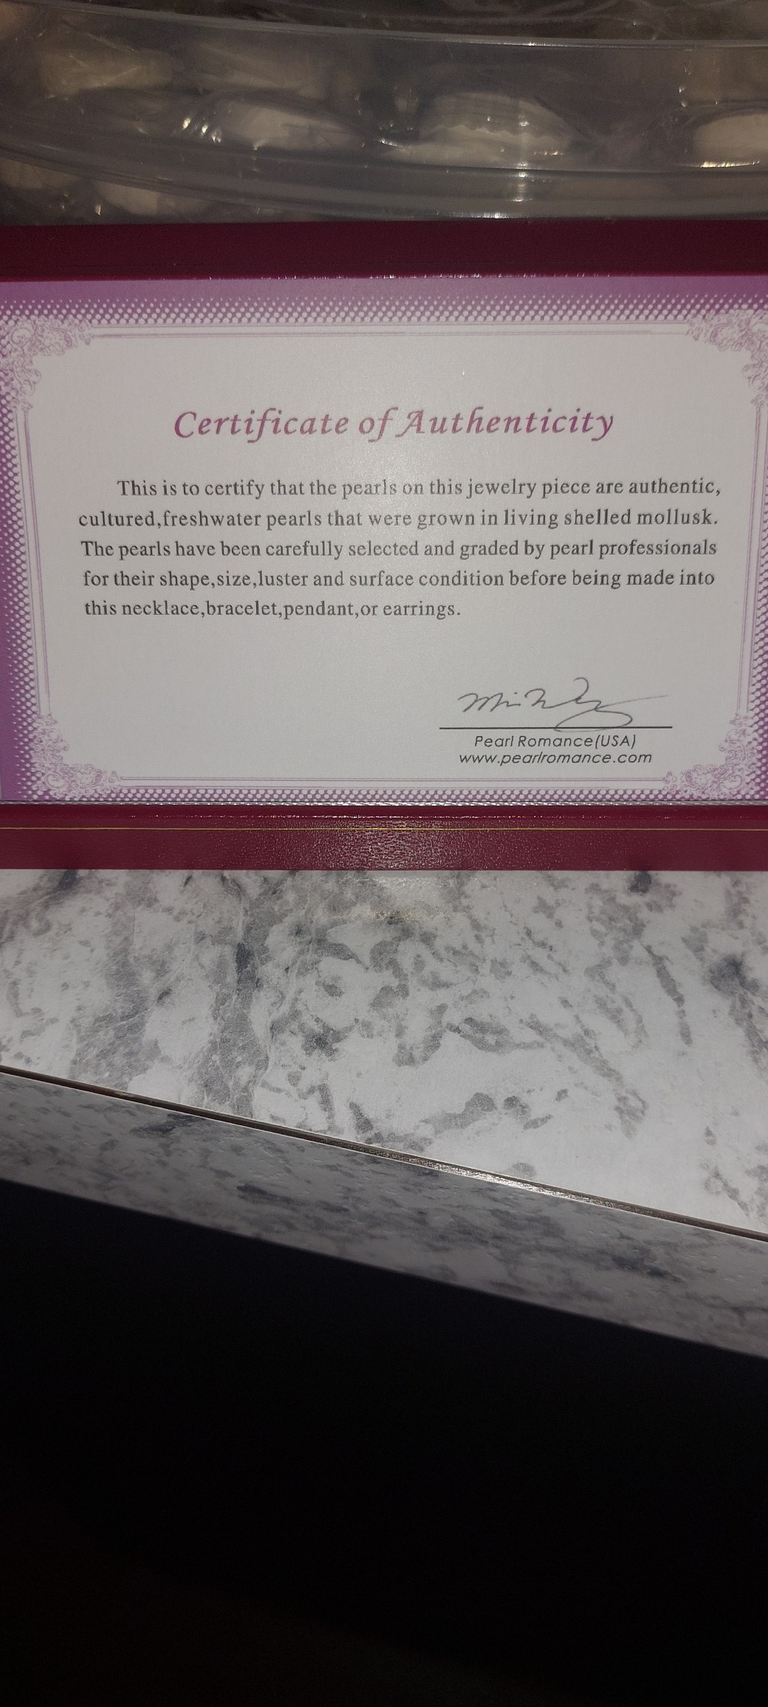 Certificate of Authenticity
This is to certify that the pearls on this jewelry piece are authentic,
cultured,freshwater pearls that were grown in living shelled mollusk.
The pearls have been carefully selected and graded by pearl professionals
for their shape,size,luster and surface condition before being made into
this necklace,bracelet,pendant,or earrings.
Pearl Romance(USA)
www.pearlromance.com